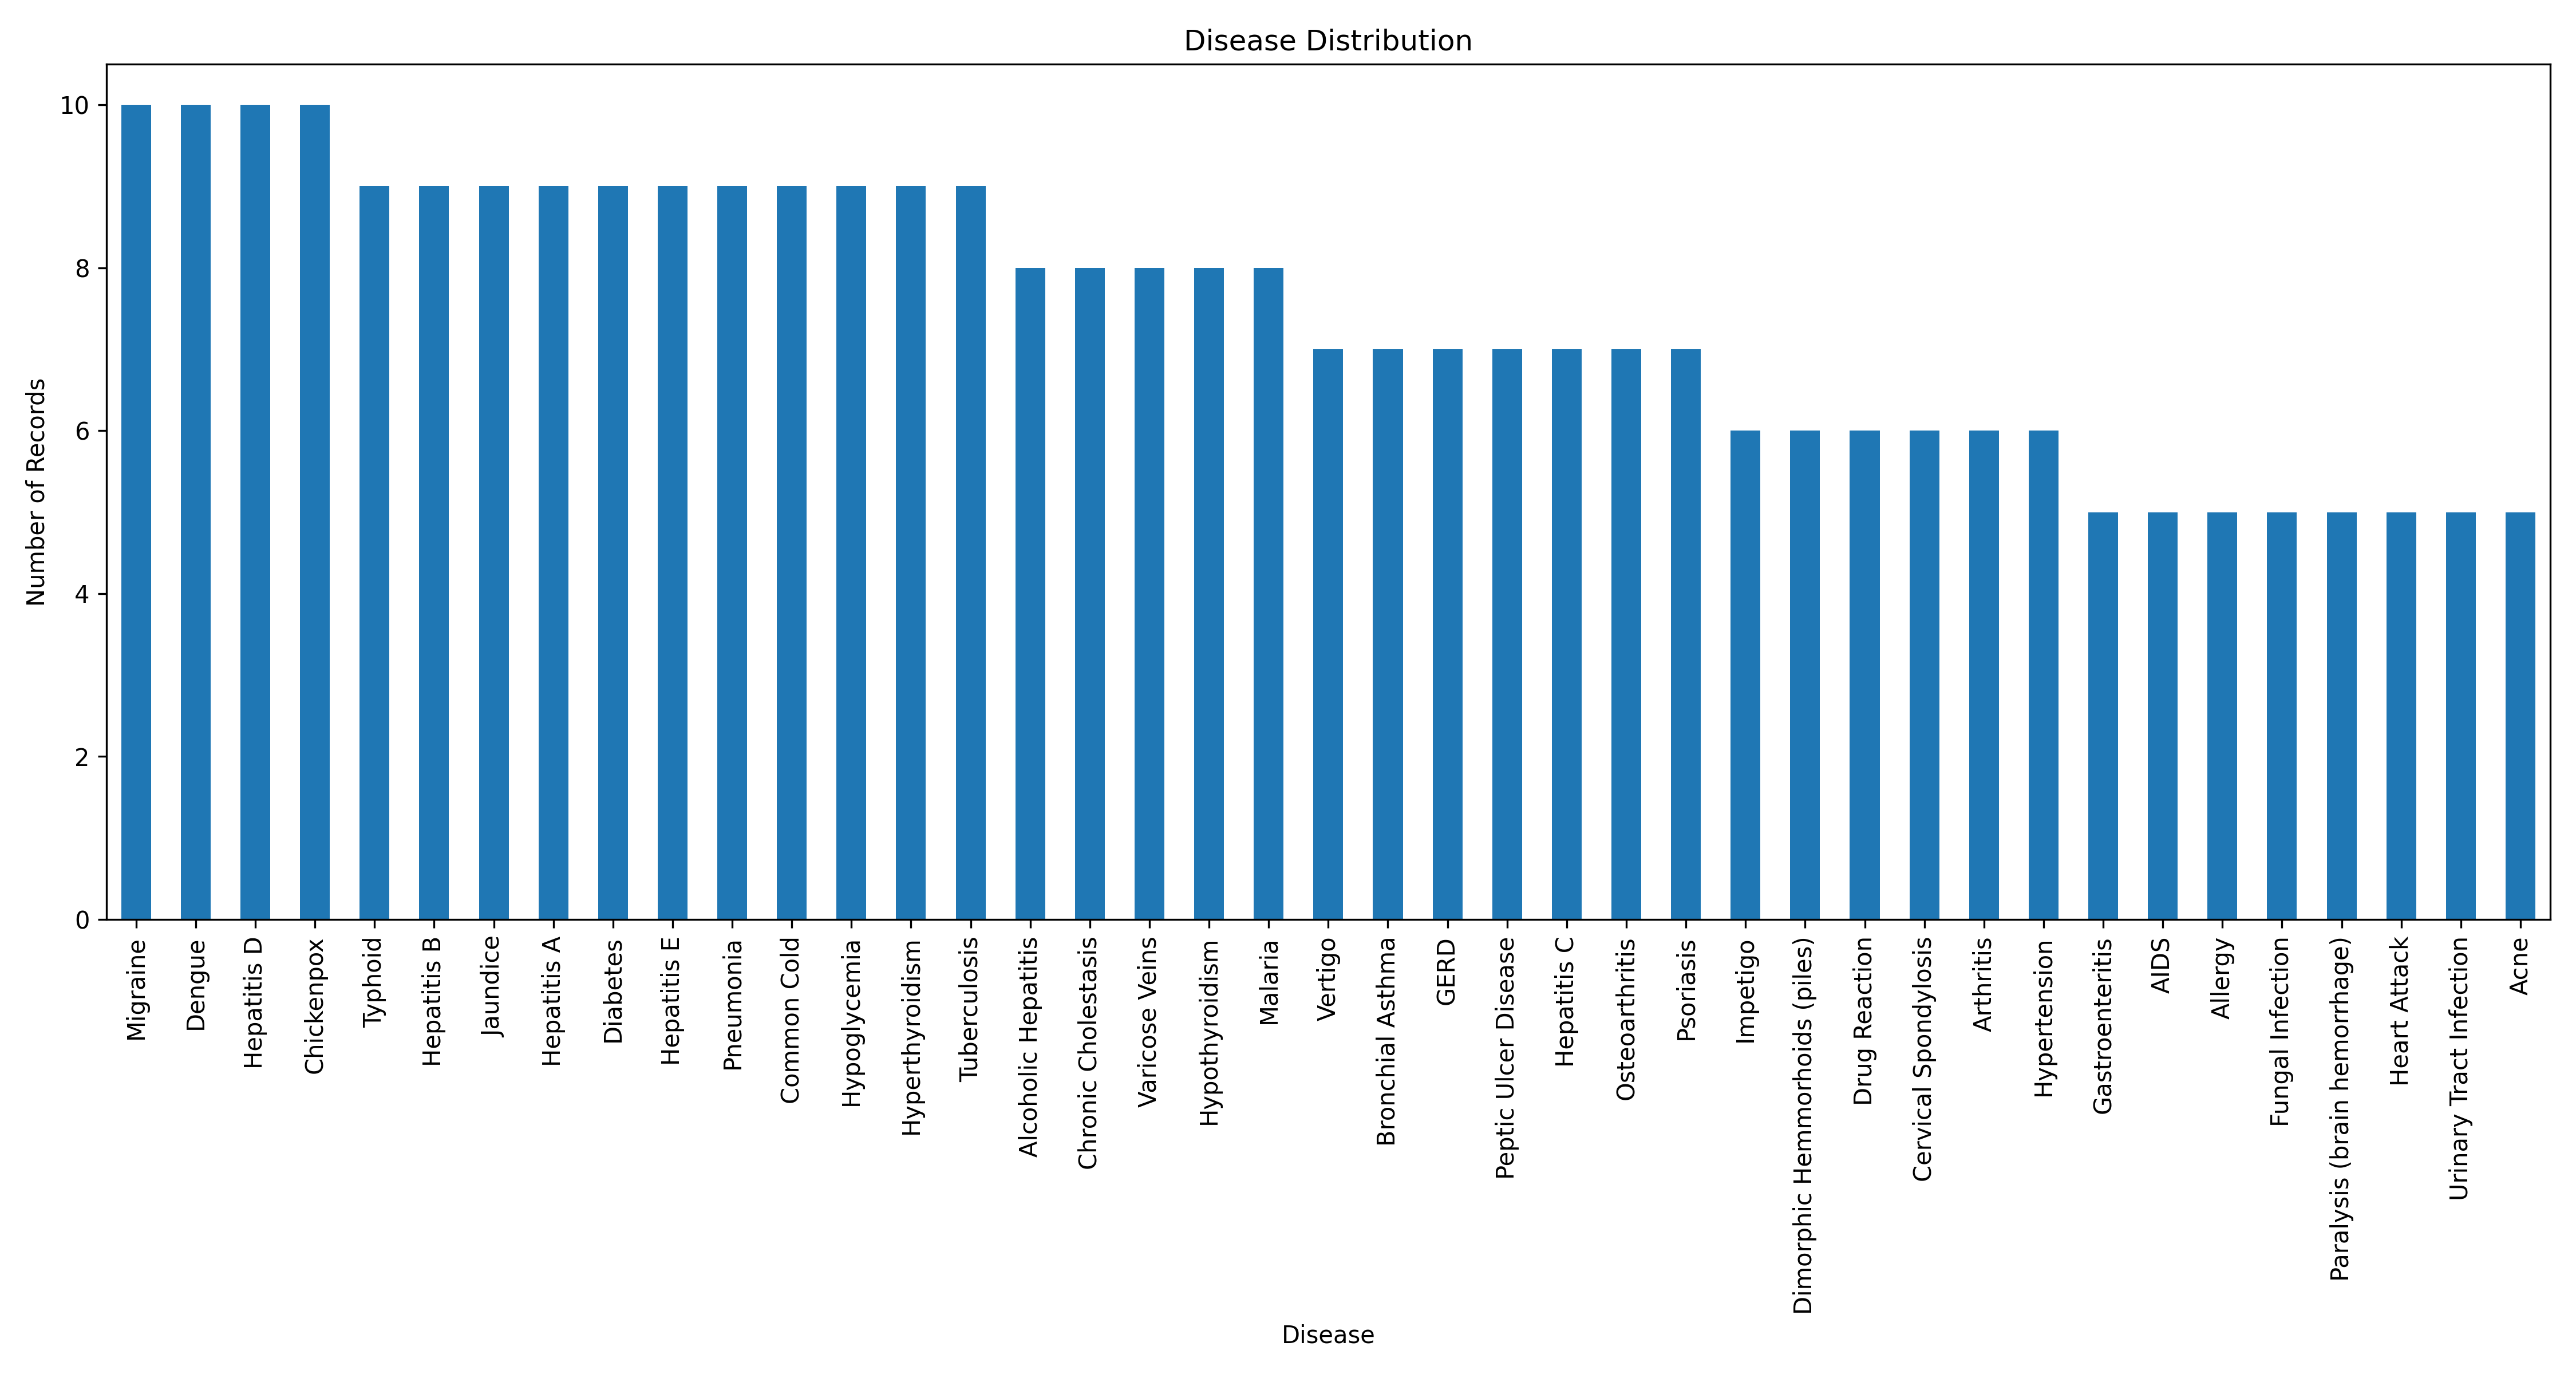 Disease Distribution
Number of Records
10
8
6
4
2
0
Migraine
Dengue
Hepatitis D
Chickenpox
Typhoid
Hepatitis B
Jaundice
Hepatitis A
Diabetes
Hepatitis E
Pneumonia
Common Cold
Hypoglycemia
Hyperthyroidism
Tuberculosis
Alcoholic Hepatitis
Chronic Cholestasis
Varicose Veins
Hypothyroidism
Malaria
Vertigo
Bronchial Asthma
GERD
Peptic Ulcer Disease
Hepatitis C
Osteoarthritis
Psoriasis
Impetigo
Dimorphic Hemmorhoids (piles)
Drug Reaction
Cervical Spondylosis
Arthritis
Hypertension
Gastroenteritis
AIDS
Allergy
Fungal Infection
Paralysis (brain hemorrhage)
Heart Attack
Urinary Tract Infection
Acne
Disease